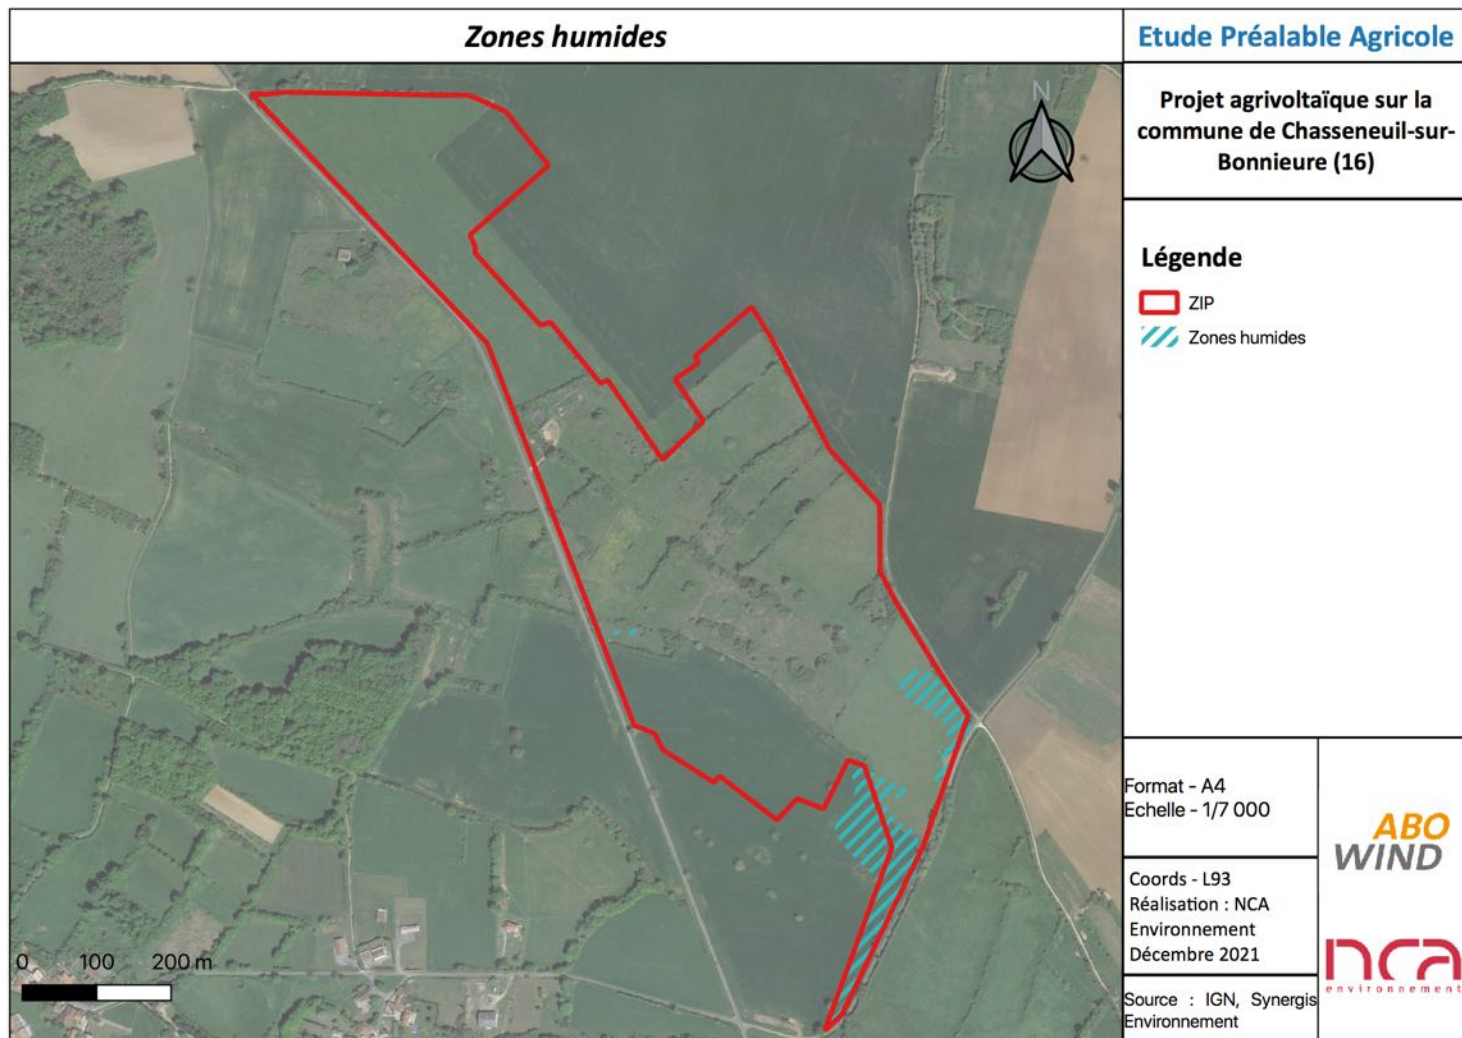 Zones humides
Etude Préalable Agricole
Projet agrivoltaïque sur la
commune de Chasseneuil-sur-
Bonnieure (16)
N
Légende
ZIP
Zones humides
0 100 200 m
Format - A4
Echelle - 1/7 000
Coords - L93
Réalisation : NCA
Environnement
Décembre 2021
Source : IGN, Synergis
Environnement
ABO
WIND
nca
environnement